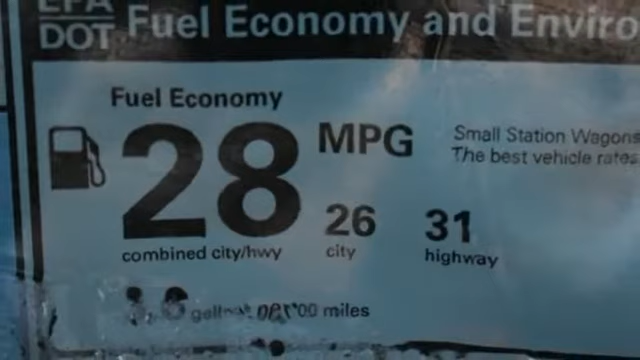 EPA
DOT Fuel Economy and Enviro
Fuel Economy
28 MPG
combined city/hwy
26
city
31
highway
Small Station Wagons
The best vehicle rates
miles